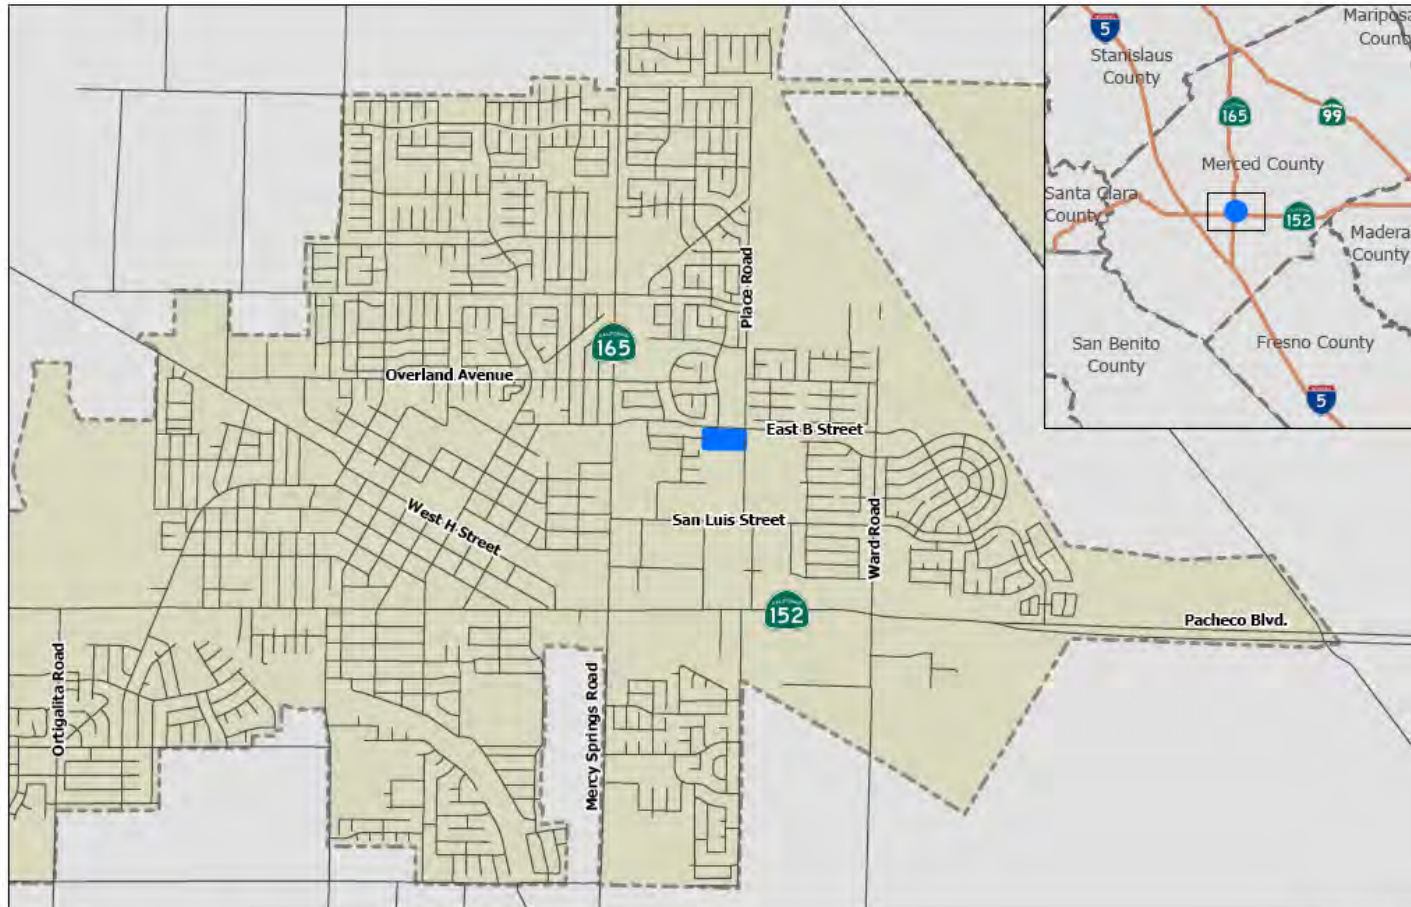 5
Stanislaus
County
Mariposa
County
165
99
Merced County
Santa Clara
County
152
Madera
County
San Benito
County
Fresno County
5
Place Road
165
Overland Avenue
East B Street
West H Street
San Luis Street
Ward Road
152
Pacheco Blvd.
Ortigalita Road
Mercy Springs Road